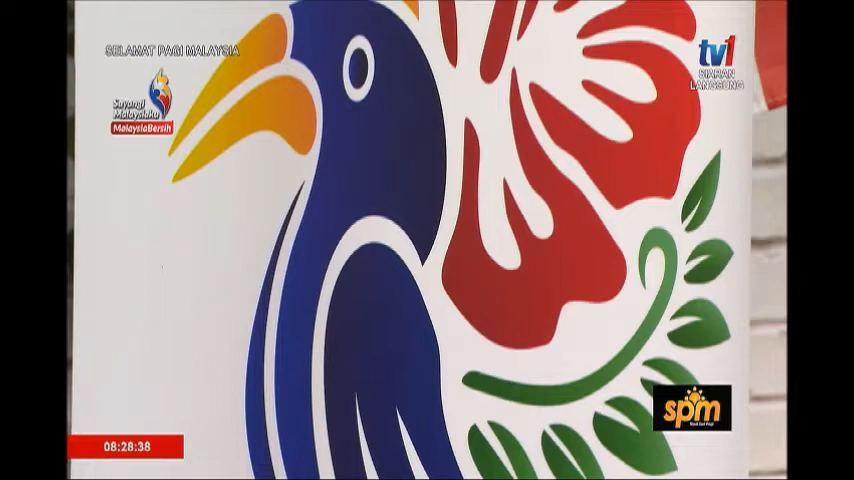 SELAMAT PAGI MALAYSIA
tv1
SIARAN
LANGSUNG
Sayangi
Malaysiaku
MalaysiaBersih
spm
08:28:38